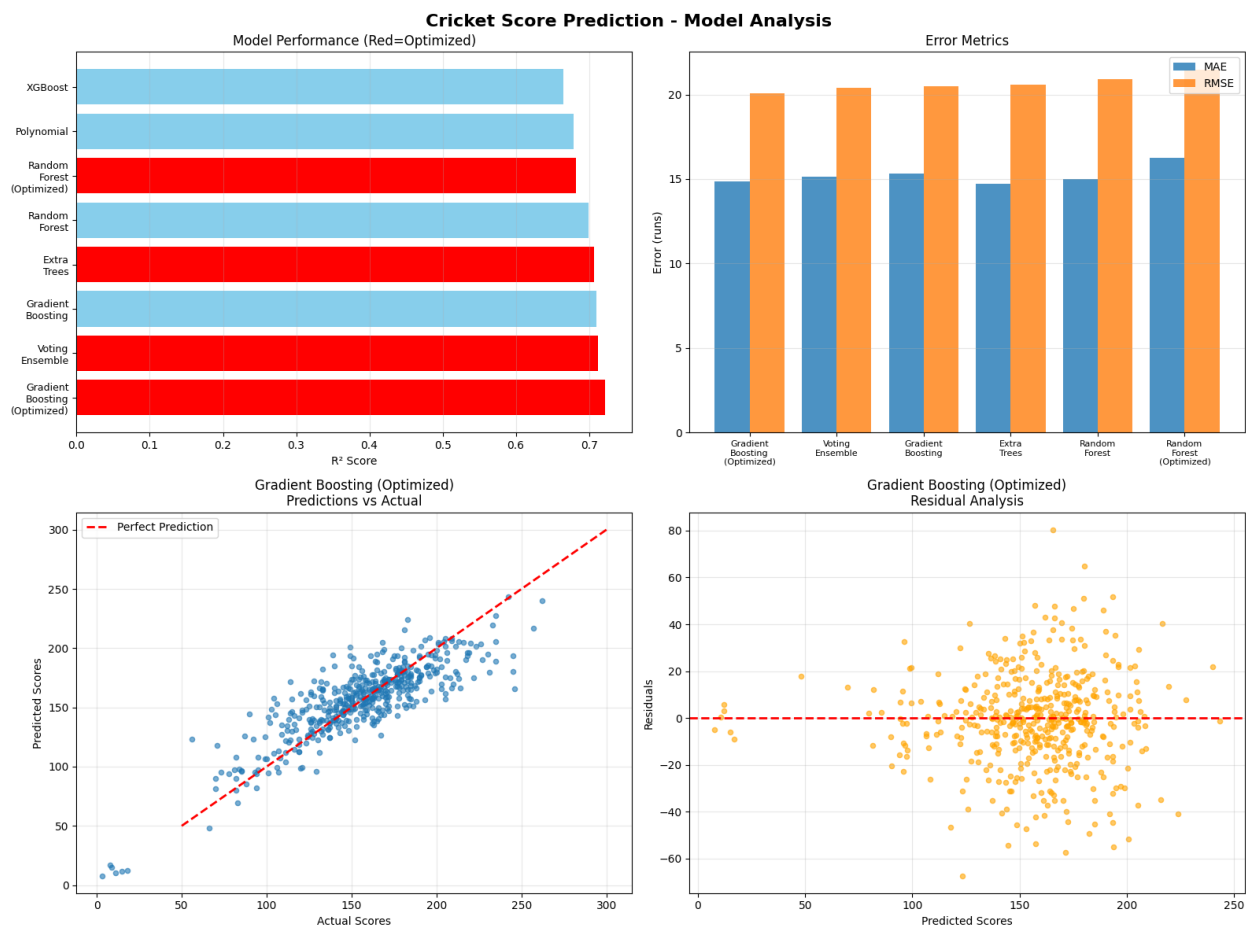 Cricket Score Prediction - Model Analysis
Model Performance (Red=Optimized)
XGBoost
Polynomial
Random
Forest
(Optimized)
Random
Forest
Extra
Trees
Gradient
Boosting
Voting
Ensemble
Gradient
Boosting
(Optimized)
0.0 0.1 0.2 0.3 0.4 0.5 0.6 0.7
R² Score
Error Metrics
MAE
RMSE
Error (runs)
20
15
10
5
0
Gradient
Boosting
(Optimized)
Voting
Ensemble
Gradient
Boosting
Extra
Trees
Random
Forest
Random
Forest
(Optimized)
Gradient Boosting (Optimized)
Predictions vs Actual
Perfect Prediction
Predicted Scores
300
250
200
150
100
50
0
0 50 100 150 200 250 300
Actual Scores
Gradient Boosting (Optimized)
Residual Analysis
Residuals
80
60
40
20
0
−20
−40
−60
0 50 100 150 200 250
Predicted Scores